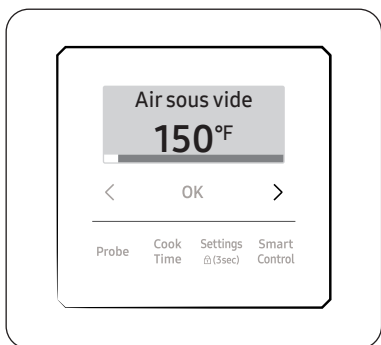 Air sous vide
150°F
< OK >
Probe Cook Time Settings (3sec) Smart Control